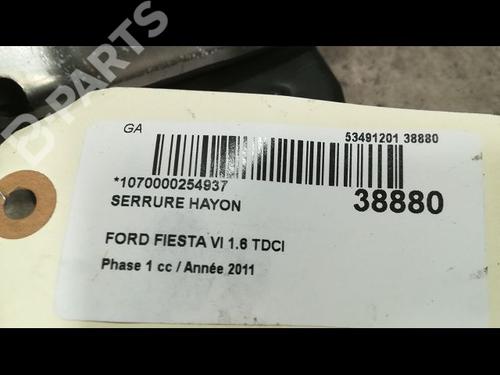 B-PARTS
GA
53491201 38880
*1070000254937
SERRURE HAYON
38880
FORD FIESTA VI 1.6 TDCI
Phase 1 cc / Année 2011